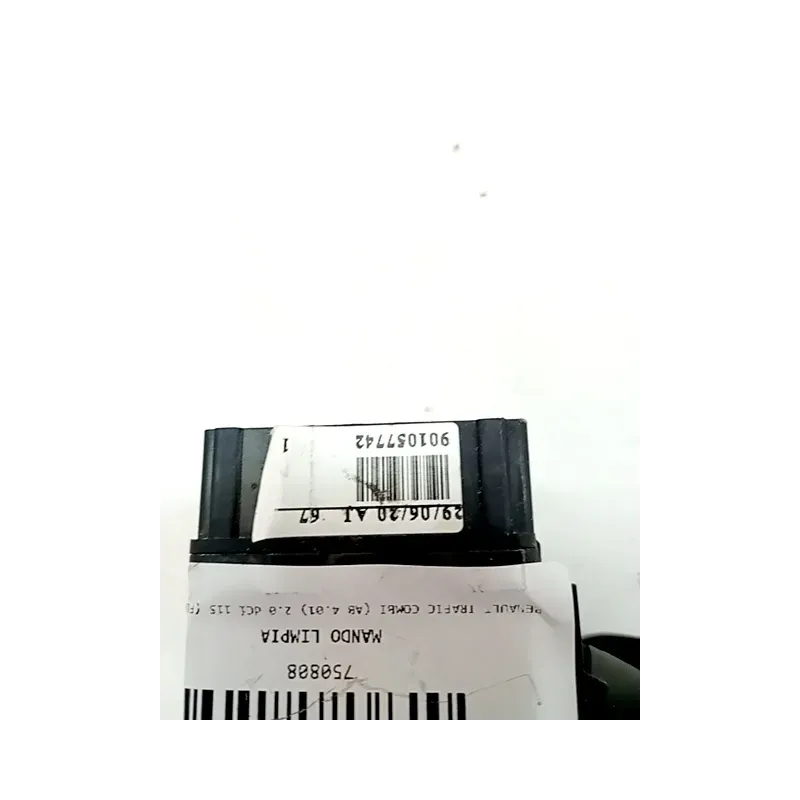 750808
MANDO LIMPIA
RENAULT TRAFIC COMBI (AB 4.01) 2.0 dCi 115
29/06/20 AJ 67
901057742 1